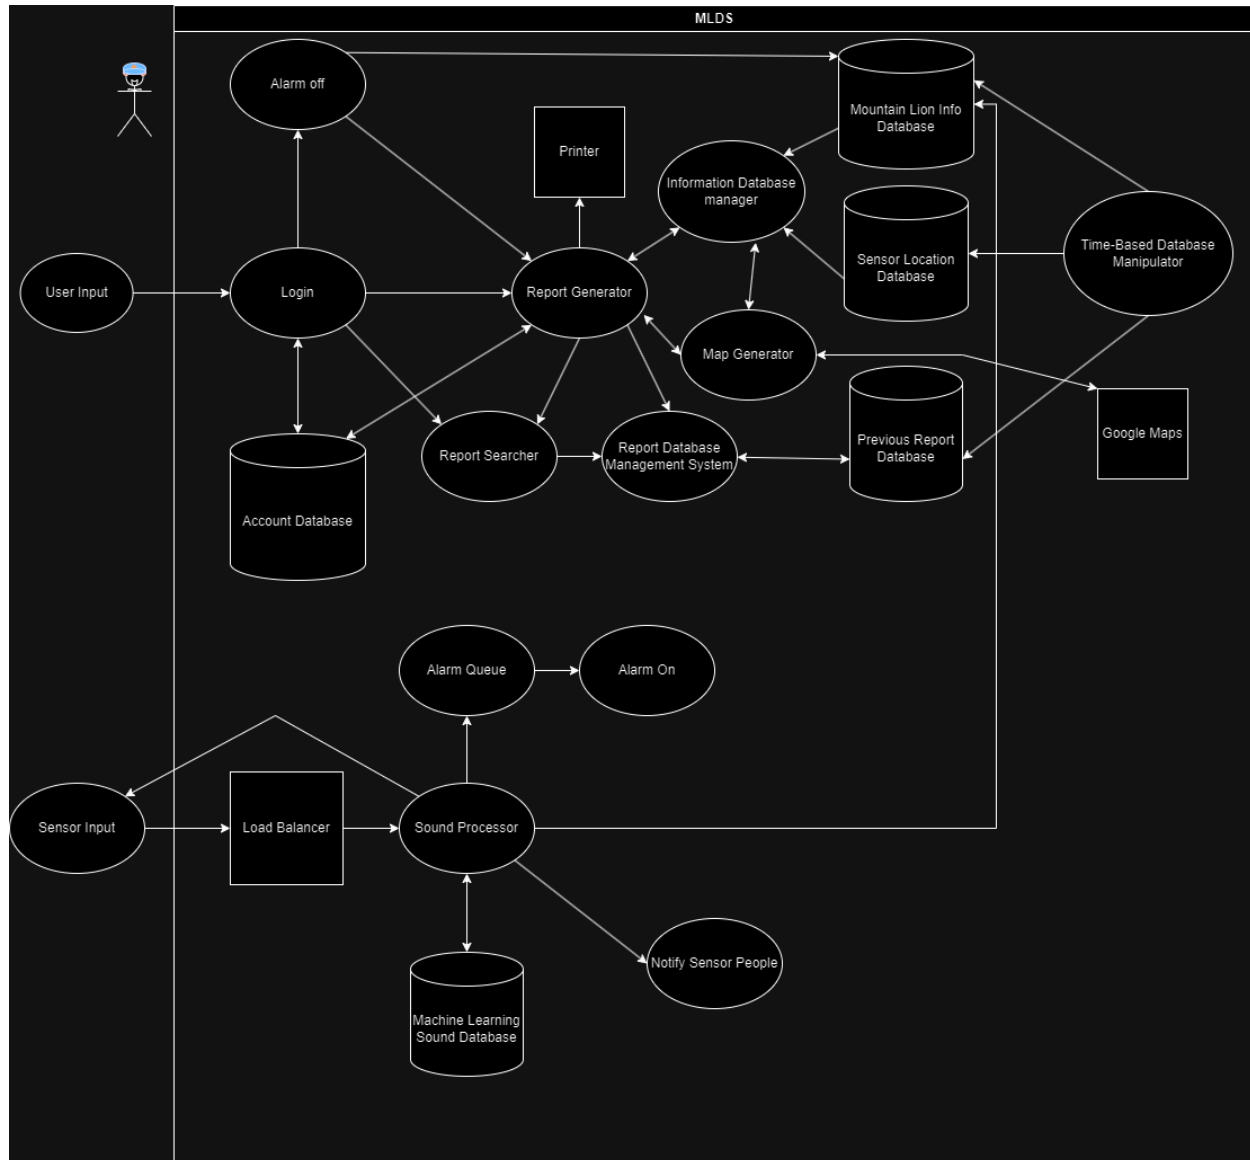 MLDS
Alarm off
Mountain Lion Info
Database
Printer
Information Database
manager
Sensor Location
Database
Time-Based Database
Manipulator
User Input
Login
Report Generator
Map Generator
Google Maps
Report Searcher
Report Database
Management System
Previous Report
Database
Account Database
Alarm Queue
Alarm On
Sensor Input
Load Balancer
Sound Processor
Notify Sensor People
Machine Learning
Sound Database